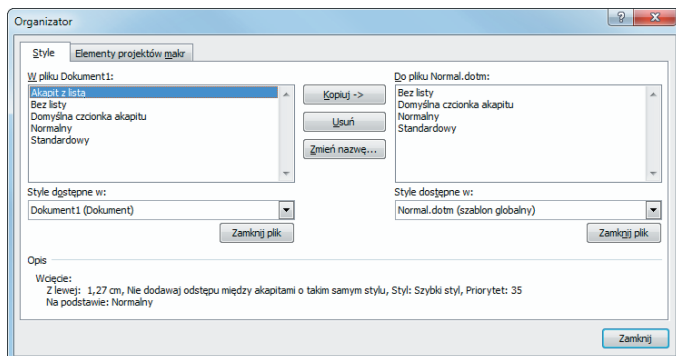 Organizator
Style
Elementy projektów makr
W pliku Dokument1:
Akapit z lista
Bez listy
Domyślna czcionka akapitu
Normalny
Standardowy
Kopiuj ->
Usuń
Zmień nazwę...
Do pliku Normal.dotm:
Bez listy
Domyślna czcionka akapitu
Normalny
Standardowy
Style dostępne w:
Dokument1 (Dokument)
Zamknij plik
Style dostępne w:
Normal.dotm (szablon globalny)
Zamknij plik
Opis
Wcięcie:
Z lewej: 1,27 cm, Nie dodawaj odstępu między akapitami o takim samym stylu, Styl: Szybki styl, Priorytet: 35
Na podstawie: Normalny
Zamknij